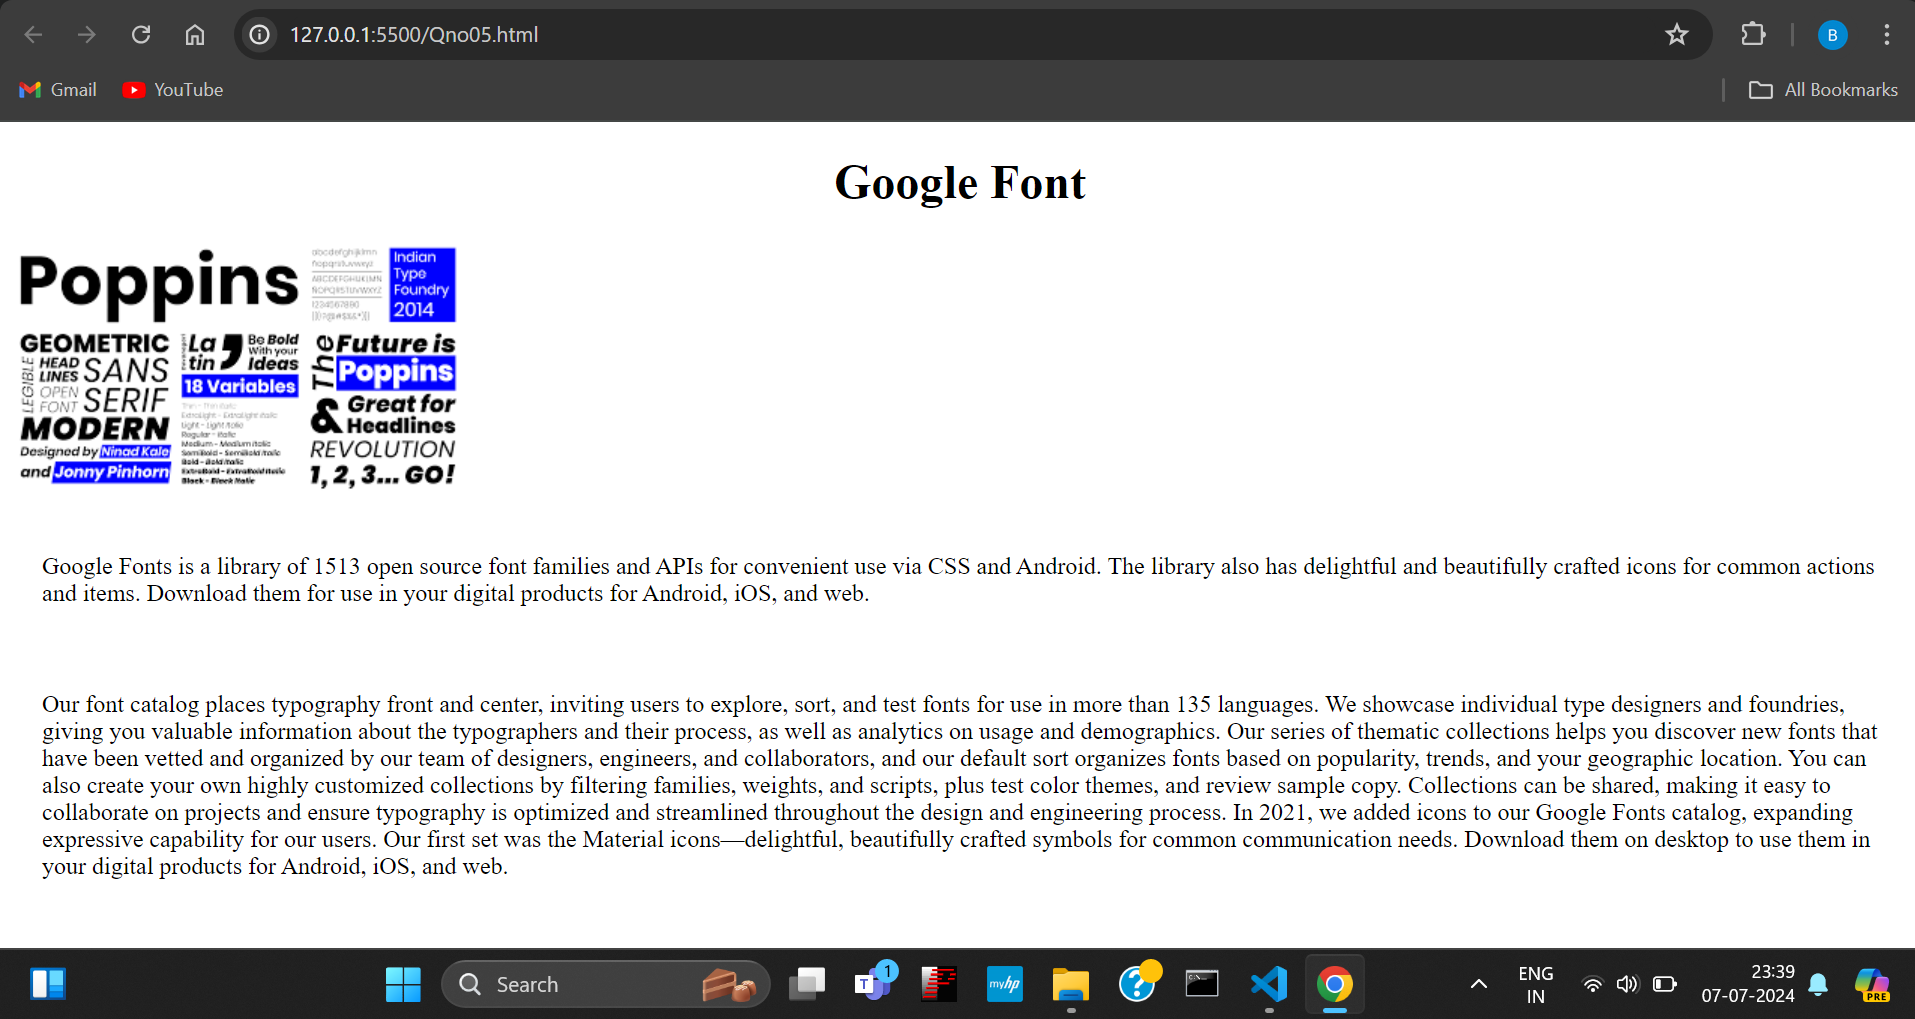 127.0.0.1:5500/Qno05.html
B
Gmail
YouTube
All Bookmarks
Google Font
Poppins
abcdefghijklmn
ABCDEFGHIJKLMN
NOPQRSTUVWXYZ
1234567890
Indian
Type
Foundry
2014
GEOMETRIC
LEGIBLE
HEAD
LINES
SANS
OPEN
FONT
SERIF
MODERN
Designed by Ninad Kale
and Jonny Pinhorn
La
tin
,
Be Bold
With your
Ideas
18 Variables
Thin - Thin Italic
ExtraLight - ExtraLight Italic
Light - Light Italic
Regular - Italic
Medium - Medium Italic
SemiBold - SemiBold Italic
Bold - Bold Italic
ExtraBold - ExtraBold Italic
Black - Black Italic
The
Future is
Poppins
&
Great for
Headlines
REVOLUTION
1, 2, 3... GO!
Google Fonts is a library of 1513 open source font families and APIs for convenient use via CSS and Android. The library also has delightful and beautifully crafted icons for common actions
and items. Download them for use in your digital products for Android, iOS, and web.
Our font catalog places typography front and center, inviting users to explore, sort, and test fonts for use in more than 135 languages. We showcase individual type designers and foundries,
giving you valuable information about the typographers and their process, as well as analytics on usage and demographics. Our series of thematic collections helps you discover new fonts that
have been vetted and organized by our team of designers, engineers, and collaborators, and our default sort organizes fonts based on popularity, trends, and your geographic location. You can
also create your own highly customized collections by filtering families, weights, and scripts, plus test color themes, and review sample copy. Collections can be shared, making it easy to
collaborate on projects and ensure typography is optimized and streamlined throughout the design and engineering process. In 2021, we added icons to our Google Fonts catalog, expanding
expressive capability for our users. Our first set was the Material icons—delightful, beautifully crafted symbols for common communication needs. Download them on desktop to use them in
your digital products for Android, iOS, and web.
Search
T
1
myhp
?
ENG
IN
23:39
07-07-2024
PRE